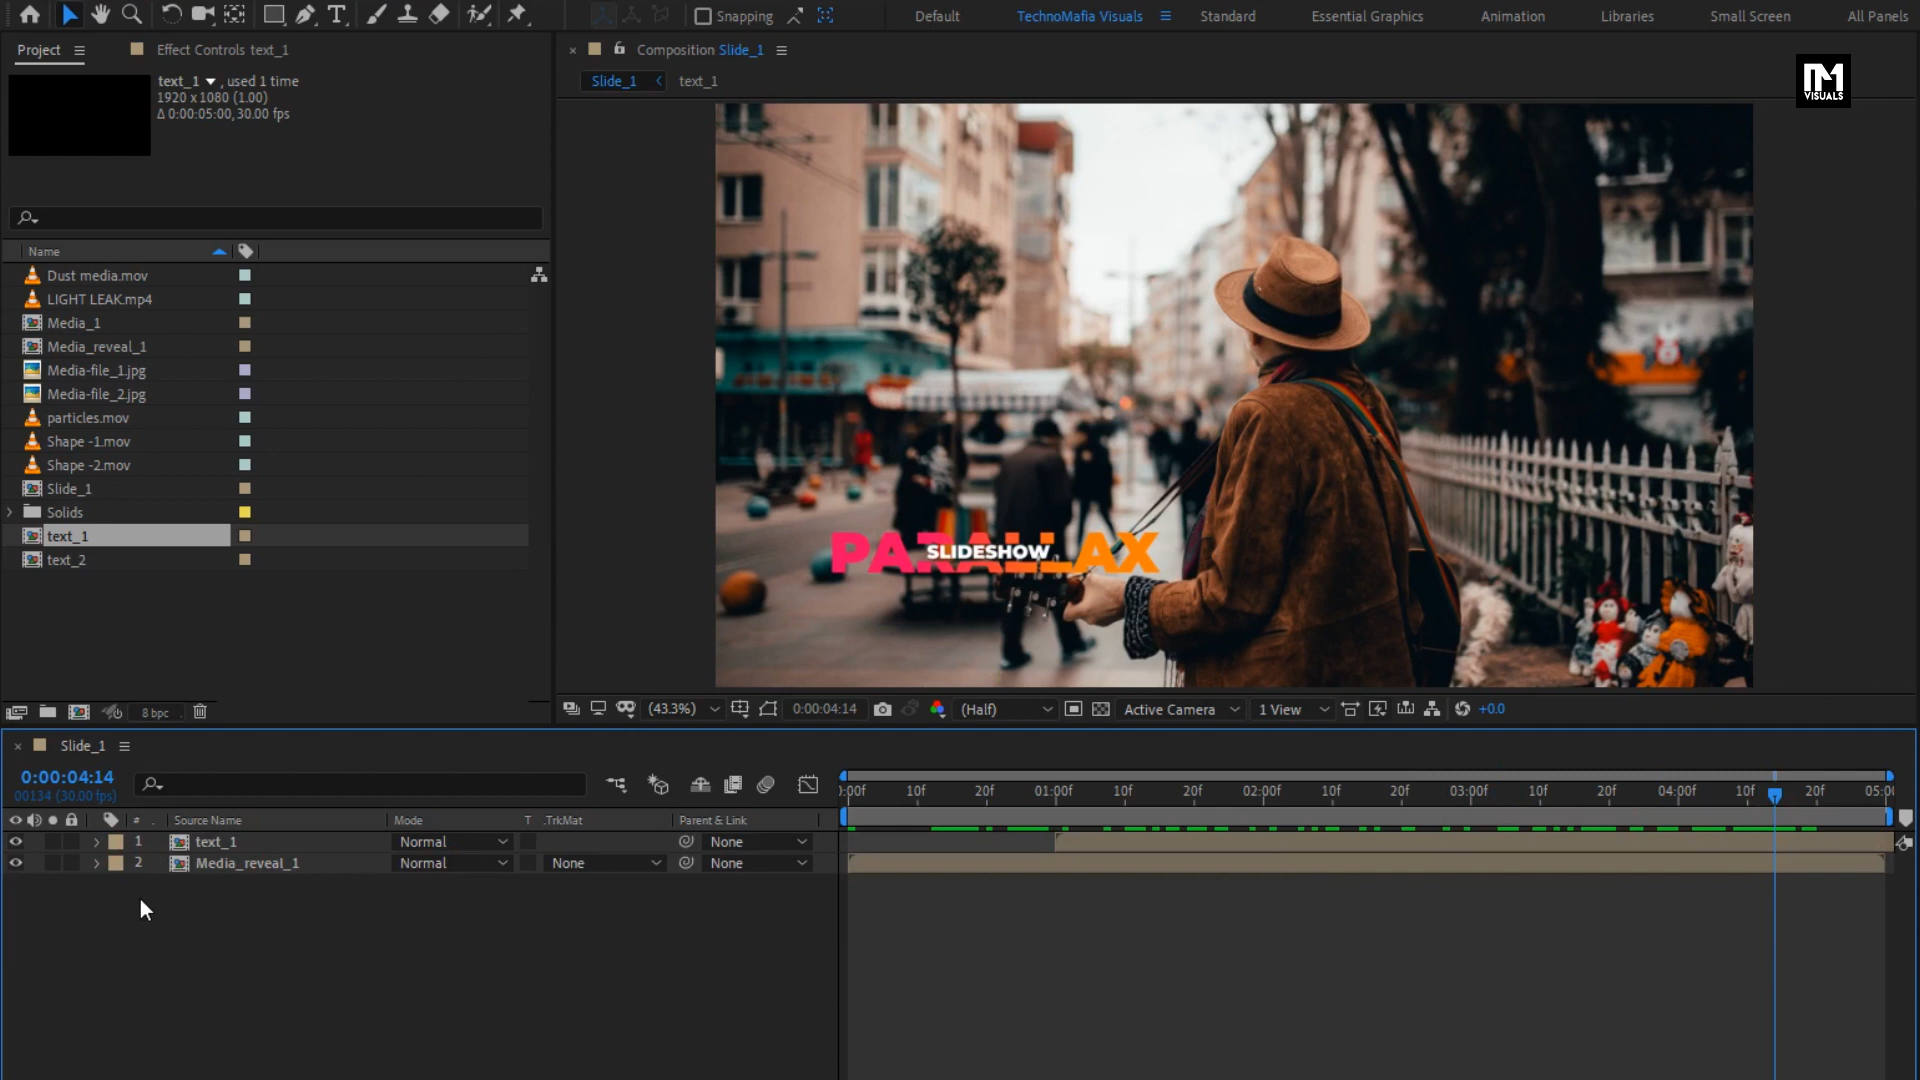 Snapping
Default
TechnoMafia Visuals
Standard
Essential Graphics
Animation
Libraries
Small Screen
All Panels
Project
Effect Controls text_1
Composition Slide_1
VISUALS
Slide_1
text_1
text_1 , used 1 time
1920 x 1080 (1.00)
Δ 0:00:05:00, 30.00 fps
Name
Dust media.mov
LIGHT LEAK.mp4
Media_1
Media_reveal_1
Media-file_1.jpg
Media-file_2.jpg
particles.mov
Shape -1.mov
Shape -2.mov
Slide_1
Solids
text_1
text_2
PARALLAX
SLIDESHOW
8 bpc
(43.3%)
0:00:04:14
(Half)
Active Camera
1 View
+0.0
Slide_1
0:00:04:14
00134 (30.00 fps)
):00f 10f 20f 01:00f 10f 20f 02:00f 10f 20f 03:00f 10f 20f 04:00f 10f 20f 05:00
# Source Name Mode T .TrkMat Parent & Link
1 text_1 Normal None
2 Media_reveal_1 Normal None None